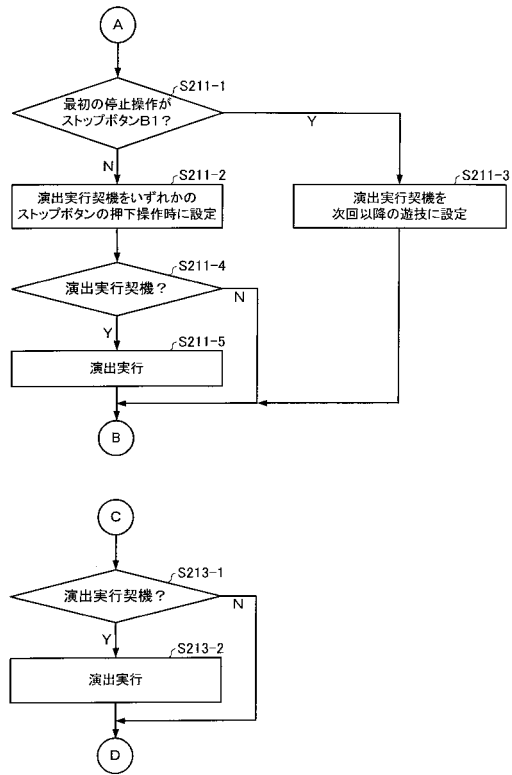 A
S211-1
最初の停止操作が
ストップボタンB1?
Y
N
S211-2
演出実行契機をいずれかの
ストップボタンの押下操作時に設定
S211-3
演出実行契機を
次回以降の遊技に設定
S211-4
演出実行契機?
N
Y
S211-5
演出実行
B
C
S213-1
演出実行契機?
N
Y
S213-2
演出実行
D